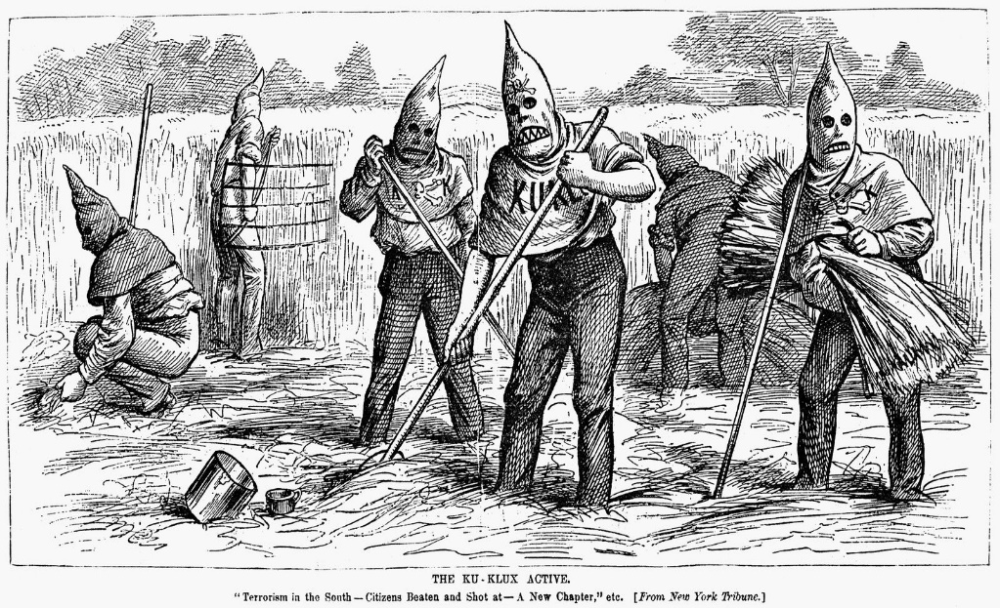 THE KU-KLUX ACTIVE.
"Terrorism in the South—Citizens Beaten and Shot at—A New Chapter," etc. [From New York Tribune.]